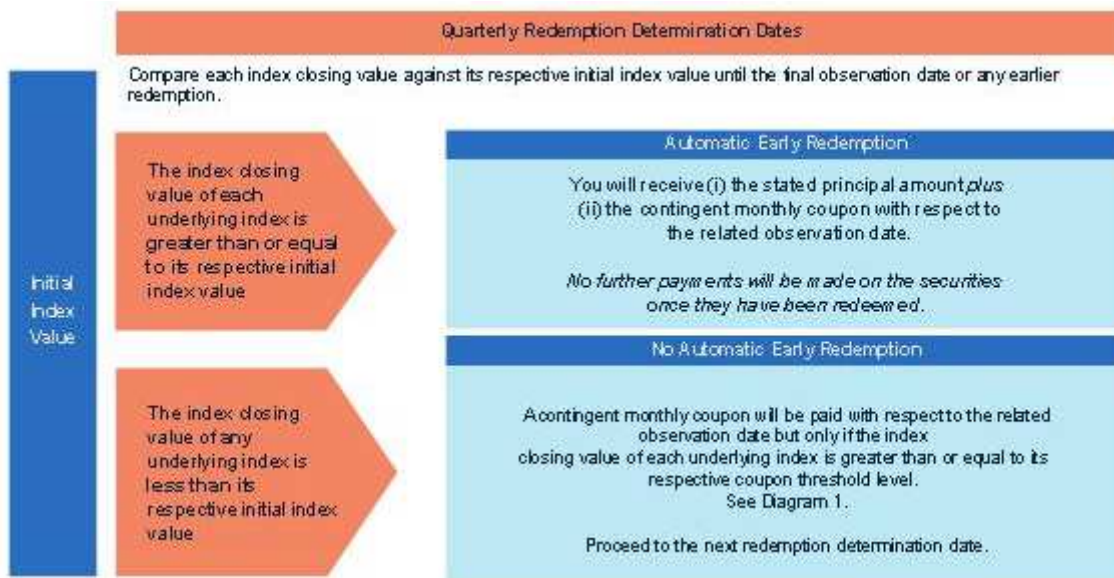 Quarterly Redemption Determination Dates
Compare each index closing value against its respective initial index value until the final observation date or any earlier
redemption.
Initial
Index
Value
The index closing
value of each
underlying index is
greater than or equal
to its respective initial
index value
Automatic Early Redemption
You will receive (i) the stated principal amount plus
(ii) the contingent monthly coupon with respect to
the related observation date.
No further payments will be made on the securities
once they have been redeemed.
The index closing
value of any
underlying index is
less than its
respective initial index
value
No Automatic Early Redemption
A contingent monthly coupon will be paid with respect to the related
observation date but only if the index
closing value of each underlying index is greater than or equal to its
respective coupon threshold level.
See Diagram 1.
Proceed to the next redemption determination date.